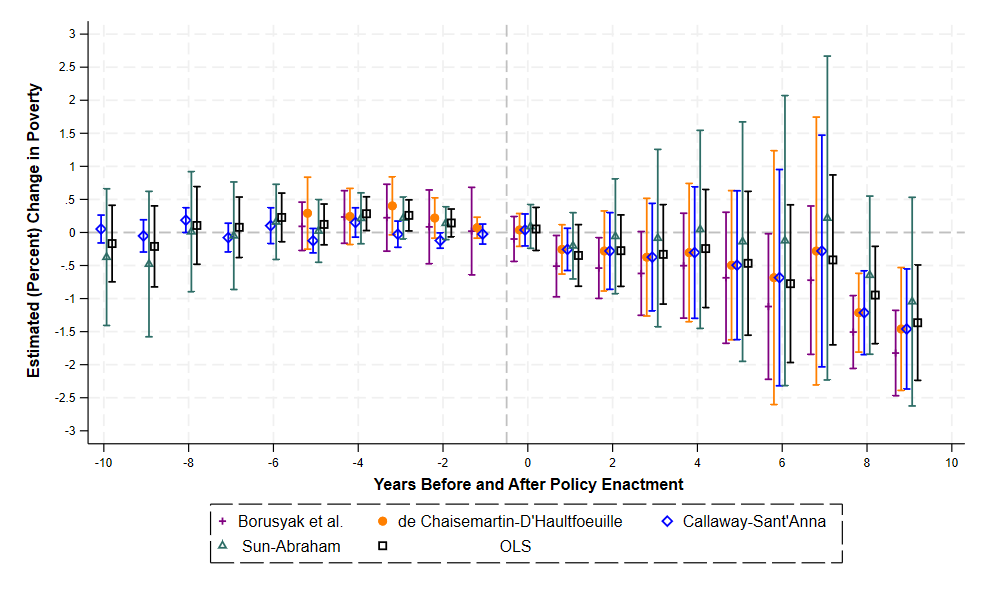 Estimated (Percent) Change in Poverty
3
2.5
2
1.5
1
.5
0
-.5
-1
-1.5
-2
-2.5
-3
-10 -8 -6 -4 -2 0 2 4 6 8 10
Years Before and After Policy Enactment
Borusyak et al. de Chaisemartin-D'Haultfoeuille Callaway-Sant'Anna
Sun-Abraham OLS